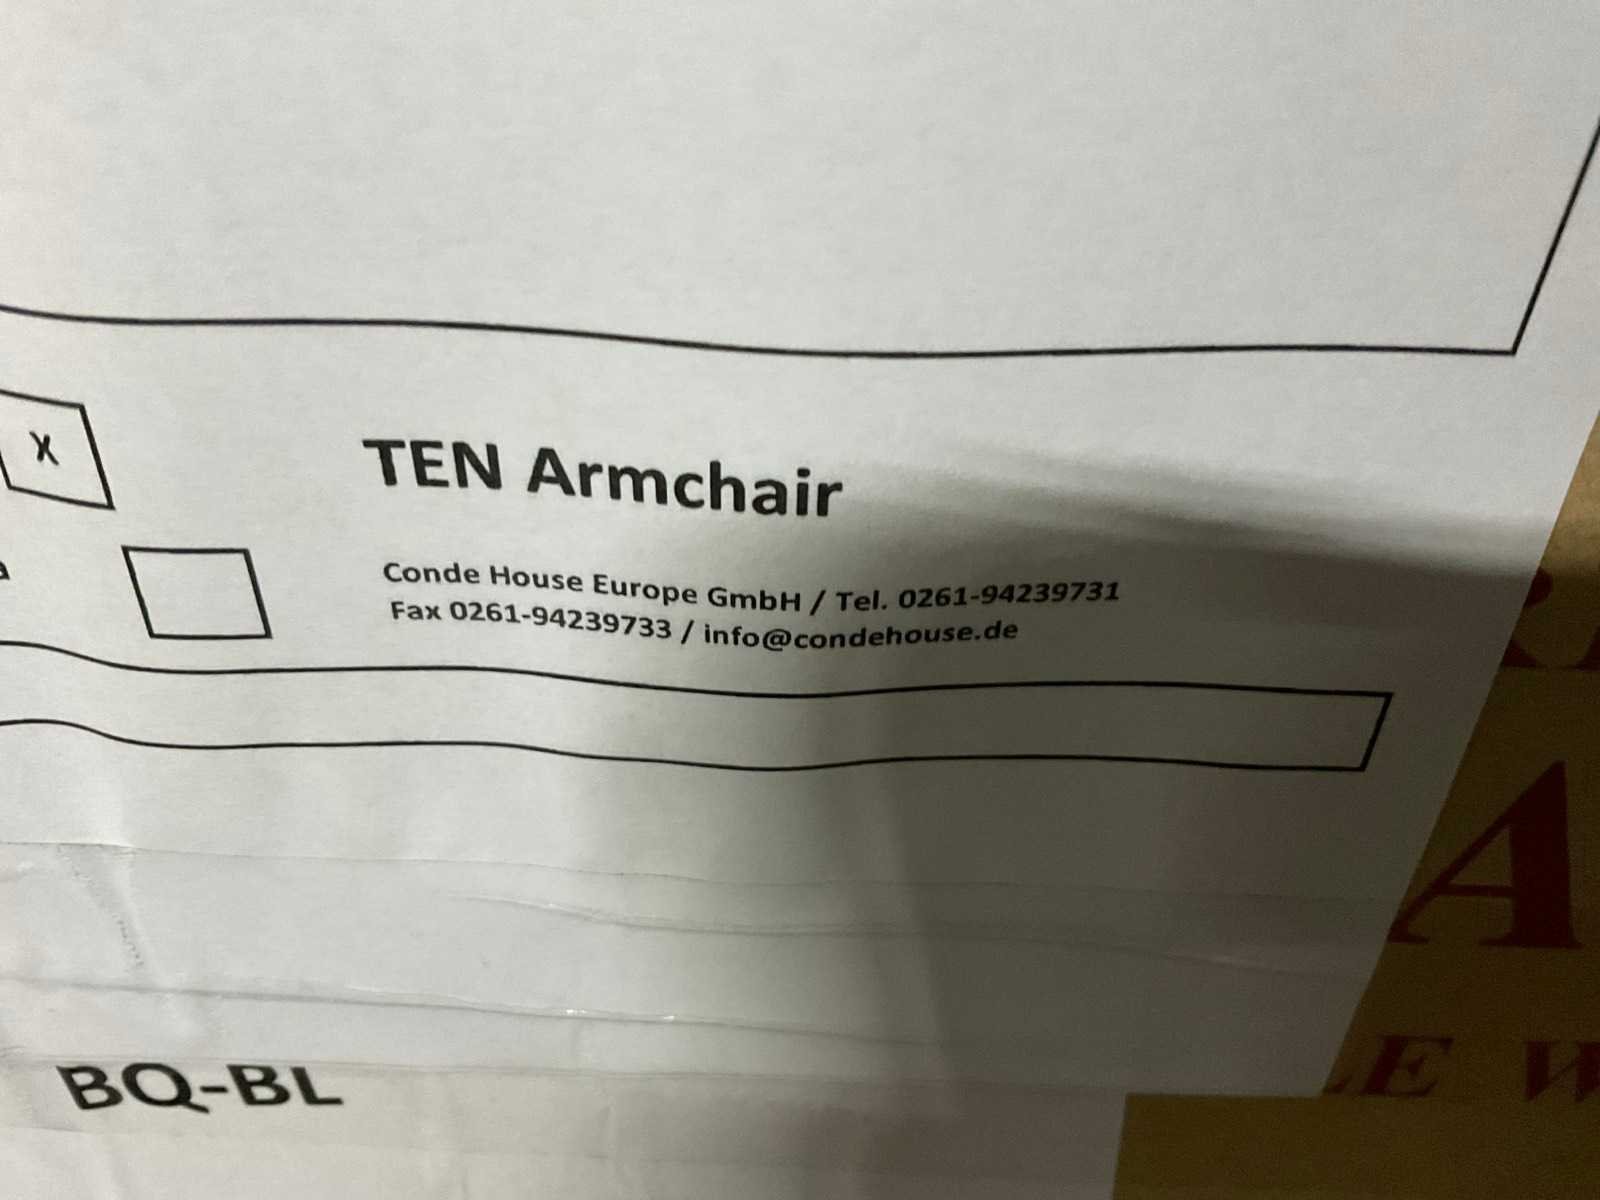 X
TEN Armchair
Conde House Europe GmbH / Tel. 0261-94239731
Fax 0261-94239733 / info@condehouse.de
A
E W
BQ-BL